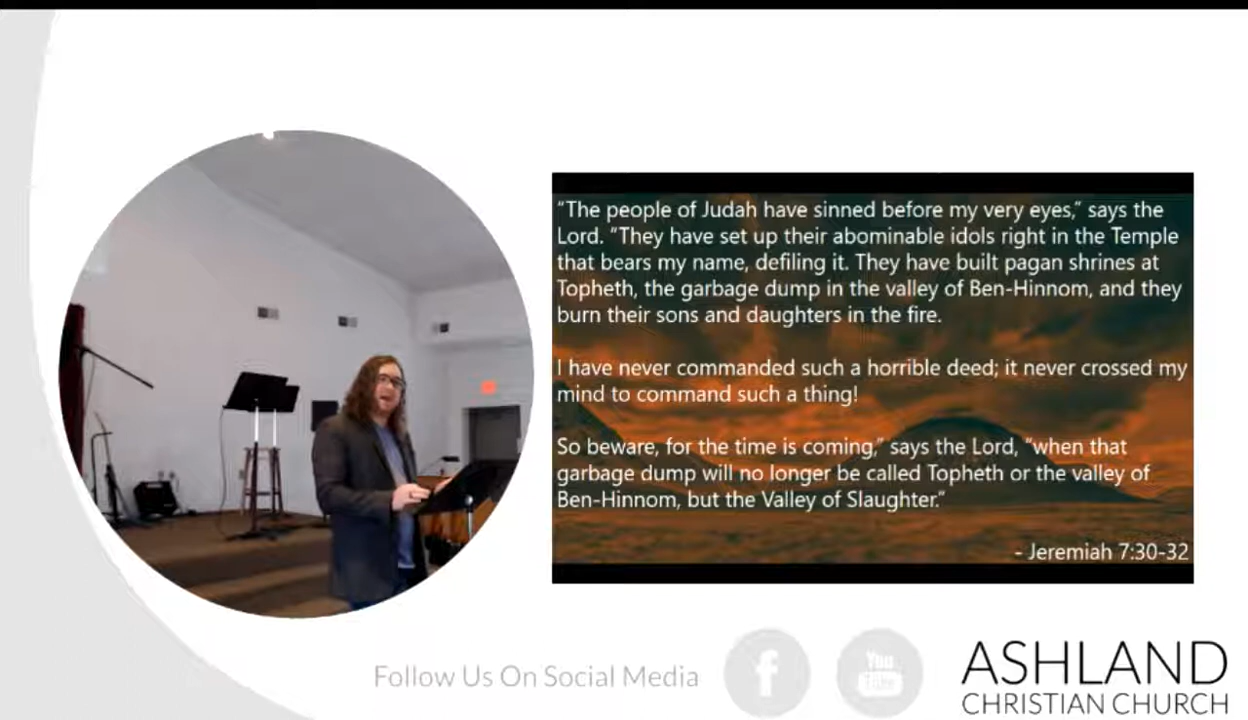 “The people of Judah have sinned before my very eyes,” says the
Lord. “They have set up their abominable idols right in the Temple
that bears my name, defiling it. They have built pagan shrines at
Topheth, the garbage dump in the valley of Ben-Hinnom, and they
burn their sons and daughters in the fire.
I have never commanded such a horrible deed; it never crossed my
mind to command such a thing!
So beware, for the time is coming,” says the Lord, “when that
garbage dump will no longer be called Topheth or the valley of
Ben-Hinnom, but the Valley of Slaughter.”
- Jeremiah 7:30-32
Follow Us On Social Media
f
You
Tube
ASHLAND
CHRISTIAN CHURCH